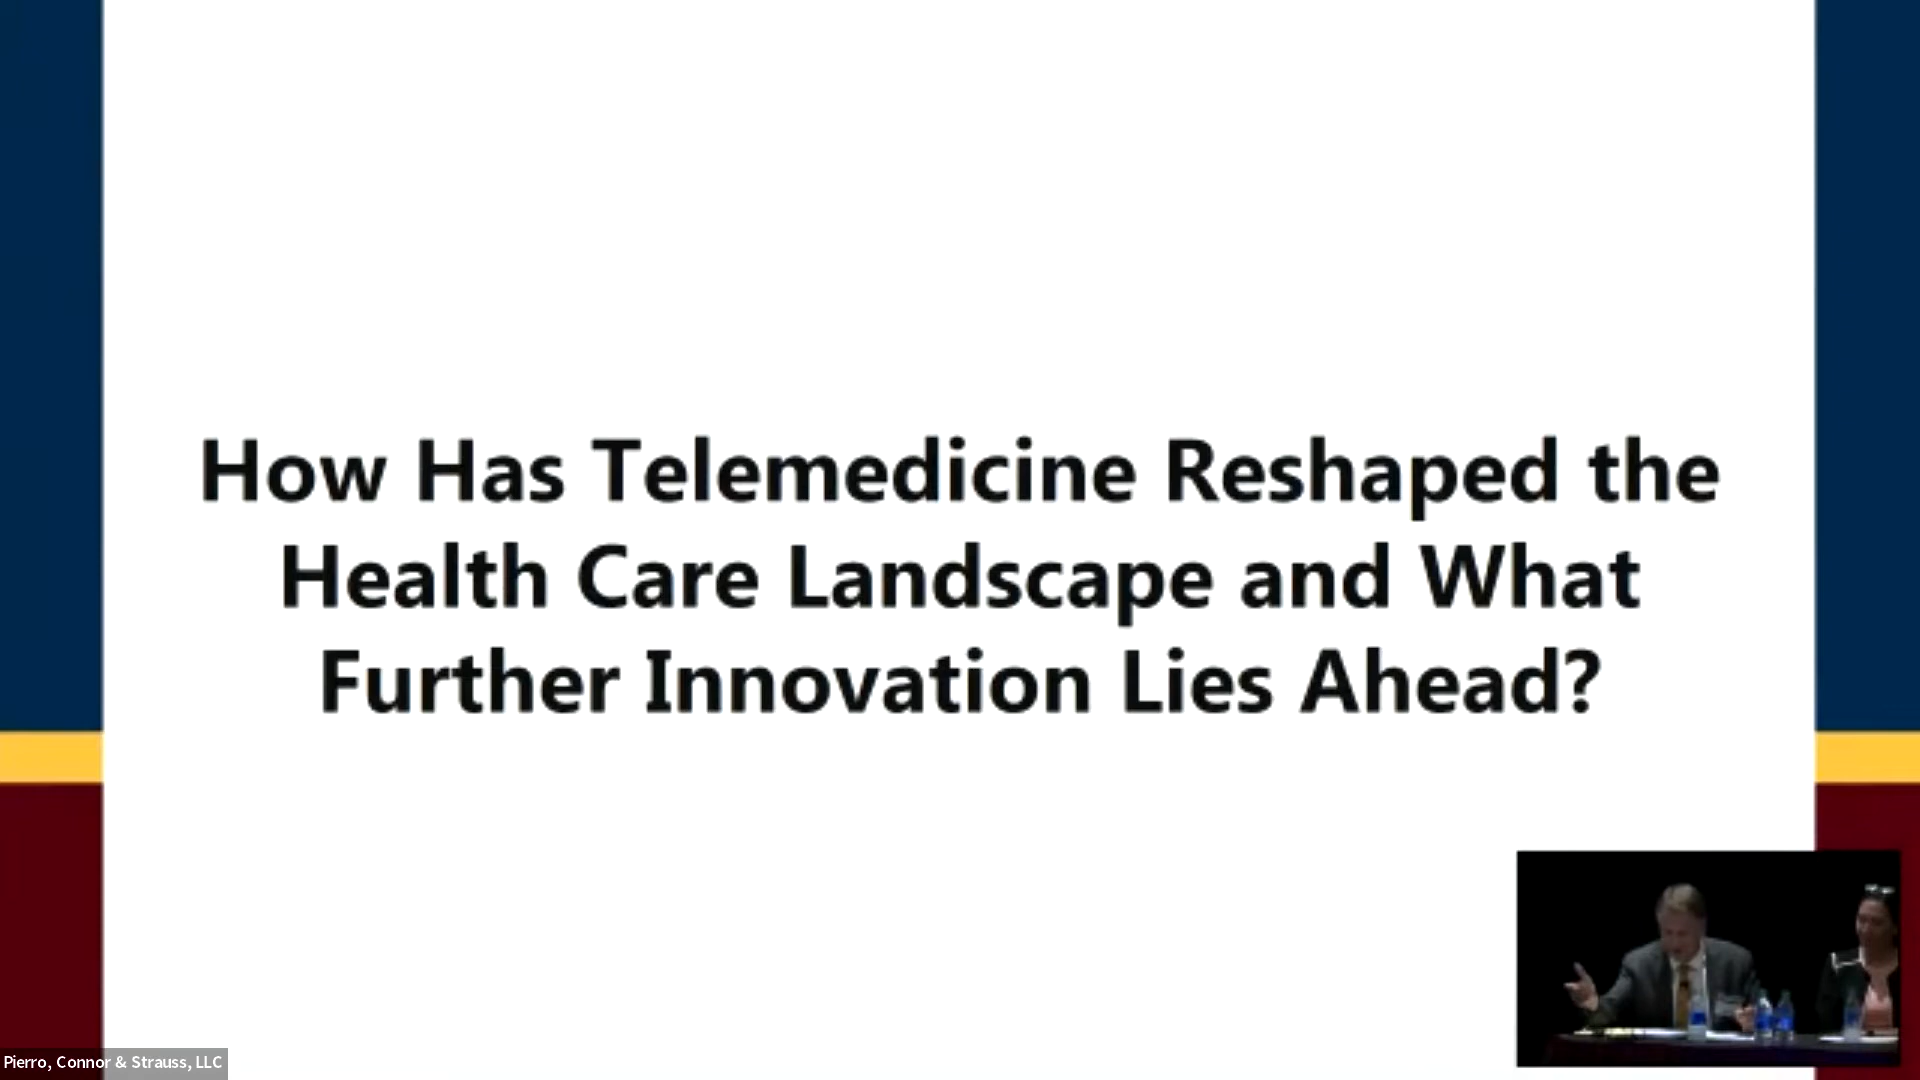 How Has Telemedicine Reshaped the
Health Care Landscape and What
Further Innovation Lies Ahead?
Pierro, Connor & Strauss, LLC